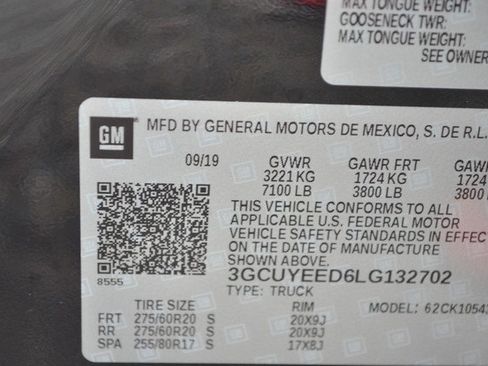 MAX TONGUE WEIGHT:
GOOSENECK TWR:
MAX TONGUE WEIGHT:
SEE OWNER
GM MFD BY GENERAL MOTORS DE MEXICO, S. DE R.L.
09/19 GVWR GAWR FRT GAW
3221 KG 1724 KG 1724
7100 LB 3800 LB 3800
THIS VEHICLE CONFORMS TO ALL
APPLICABLE U.S. FEDERAL MOTOR
VEHICLE SAFETY STANDARDS IN EFFEC
ON THE DATE OF MANUFACTURE
SHOWN ABOVE.
8555 3GCUYEED6LG132702
TYPE: TRUCK
TIRE SIZE RIM MODEL: 62CK1054
FRT 275/60R20 S 20X9J
RR 275/60R20 S 20X9J
SPA 255/80R17 S 17X8J